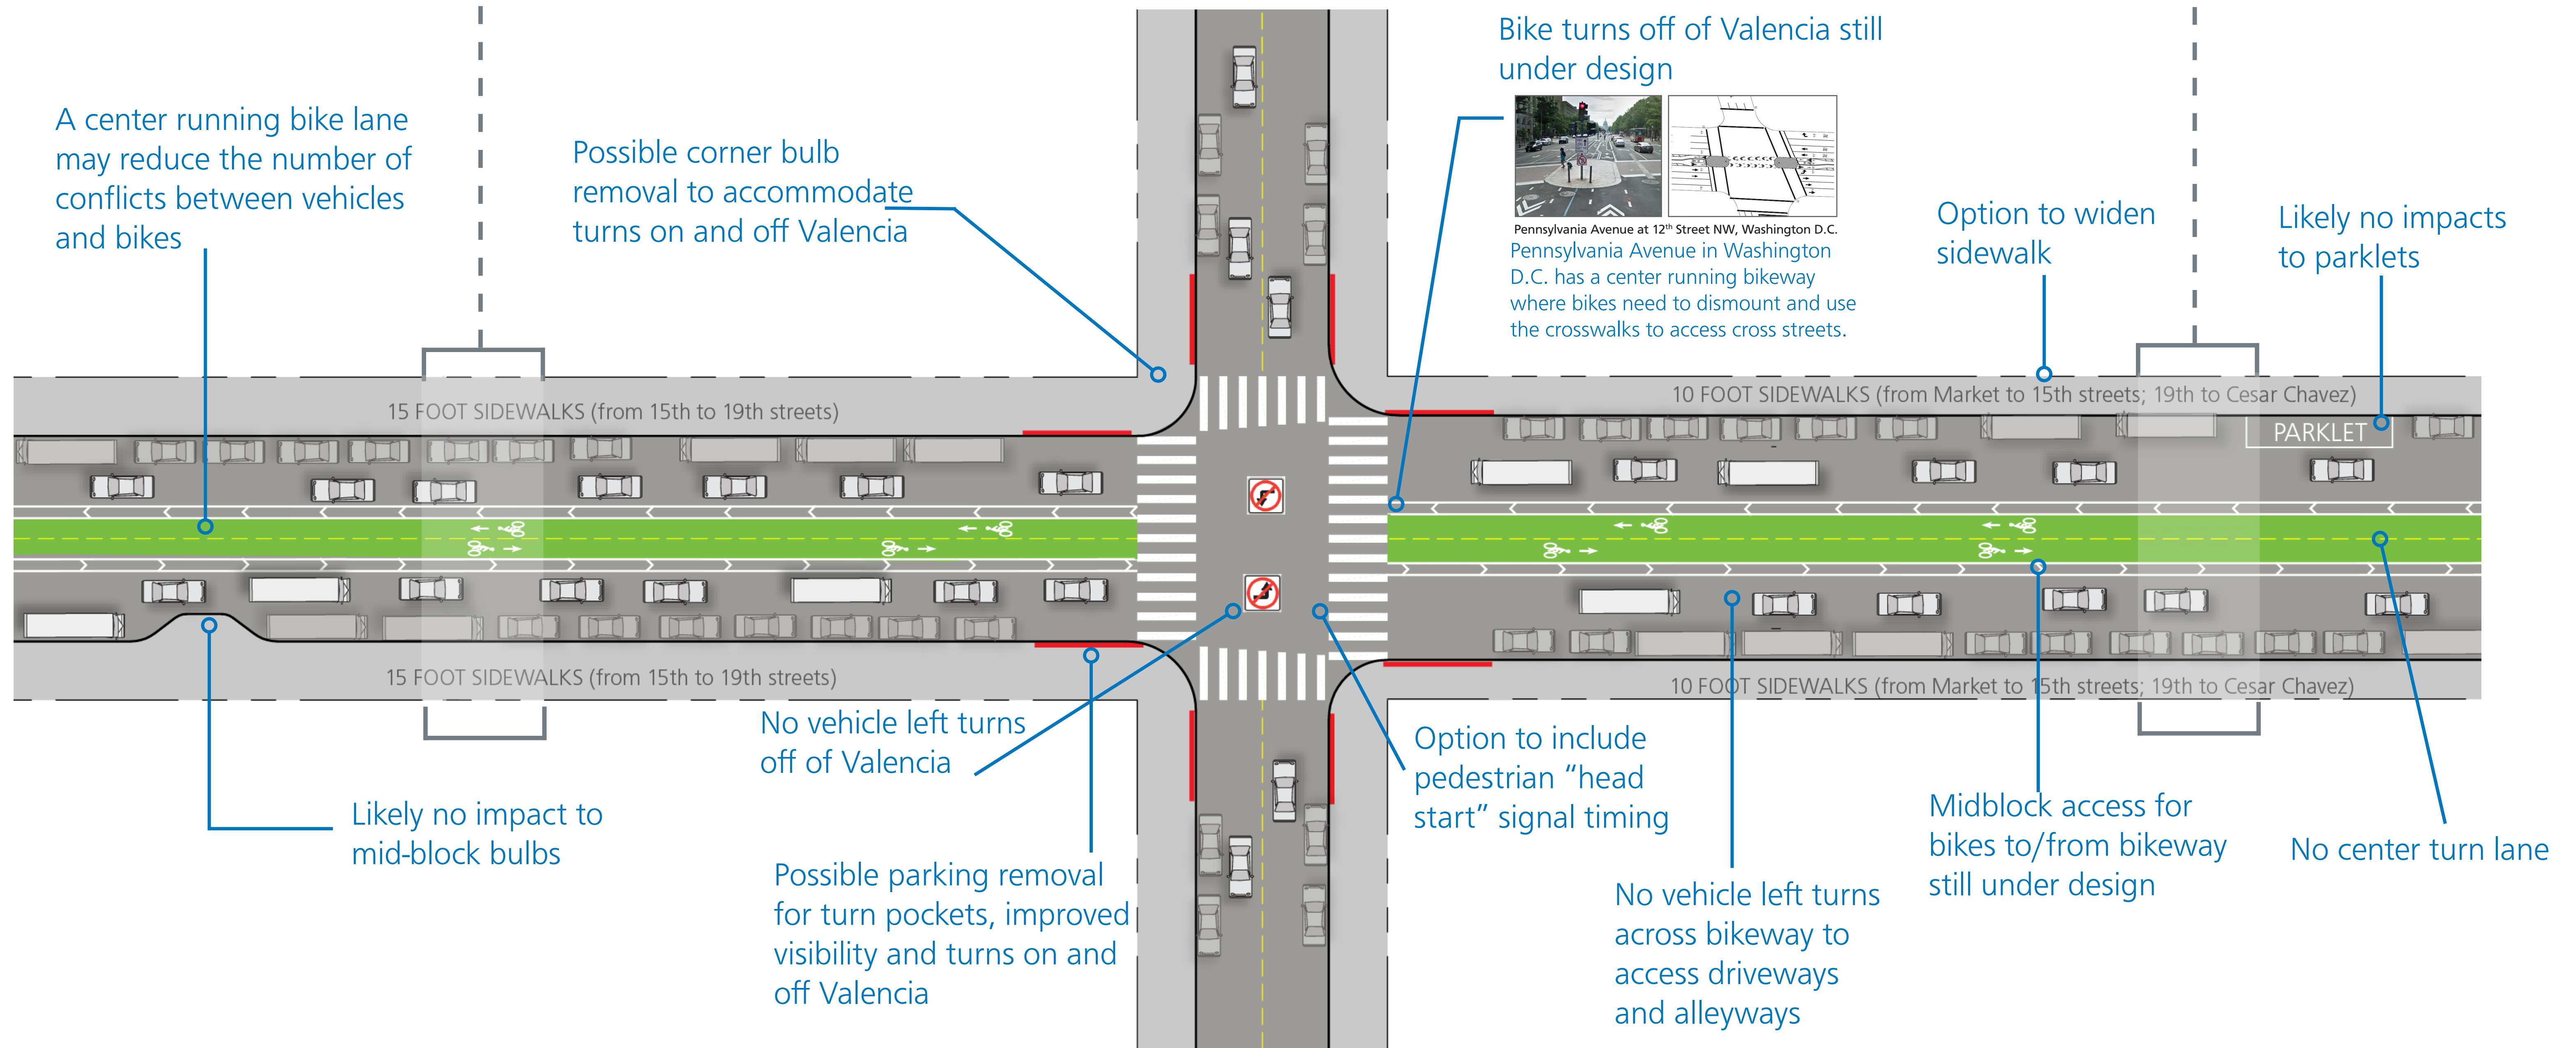 A center running bike lane
may reduce the number of
conflicts between vehicles
and bikes
Possible corner bulb
removal to accommodate
turns on and off Valencia
Bike turns off of Valencia still
under design
Pennsylvania Avenue at 12th Street NW, Washington D.C.
Pennsylvania Avenue in Washington
D.C. has a center running bikeway
where bikes need to dismount and use
the crosswalks to access cross streets.
Option to widen
sidewalk
Likely no impacts
to parklets
15 FOOT SIDEWALKS (from 15th to 19th streets)
10 FOOT SIDEWALKS (from Market to 15th streets; 19th to Cesar Chavez)
PARKLET
15 FOOT SIDEWALKS (from 15th to 19th streets)
10 FOOT SIDEWALKS (from Market to 15th streets; 19th to Cesar Chavez)
No vehicle left turns
off of Valencia
Likely no impact to
mid-block bulbs
Possible parking removal
for turn pockets, improved
visibility and turns on and
off Valencia
Option to include
pedestrian “head
start” signal timing
No vehicle left turns
across bikeway to
access driveways
and alleyways
Midblock access for
bikes to/from bikeway
still under design
No center turn lane